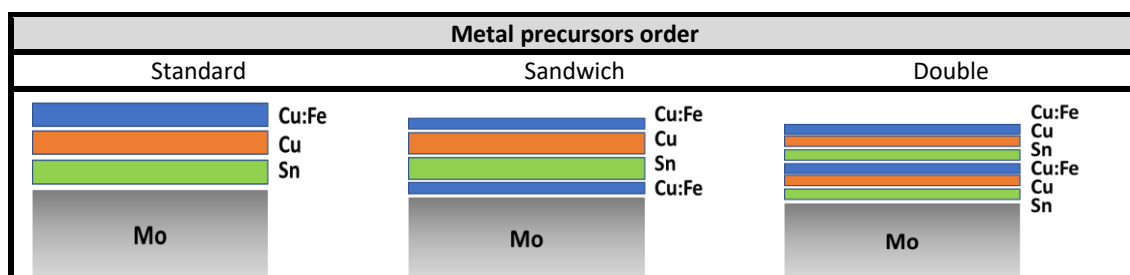 Metal precursors order
Standard Sandwich Double
Cu:Fe
Cu
Sn
Mo
Cu:Fe
Cu
Sn
Cu:Fe
Mo
Cu:Fe
Cu
Sn
Cu:Fe
Cu
Sn
Mo